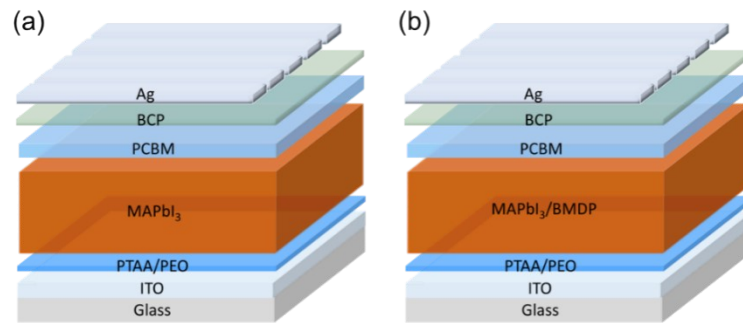 (a)
Ag
BCP
PCBM
MAPbI₃
PTAA/PEO
ITO
Glass
(b)
Ag
BCP
PCBM
MAPbI₃/BMDP
PTAA/PEO
ITO
Glass